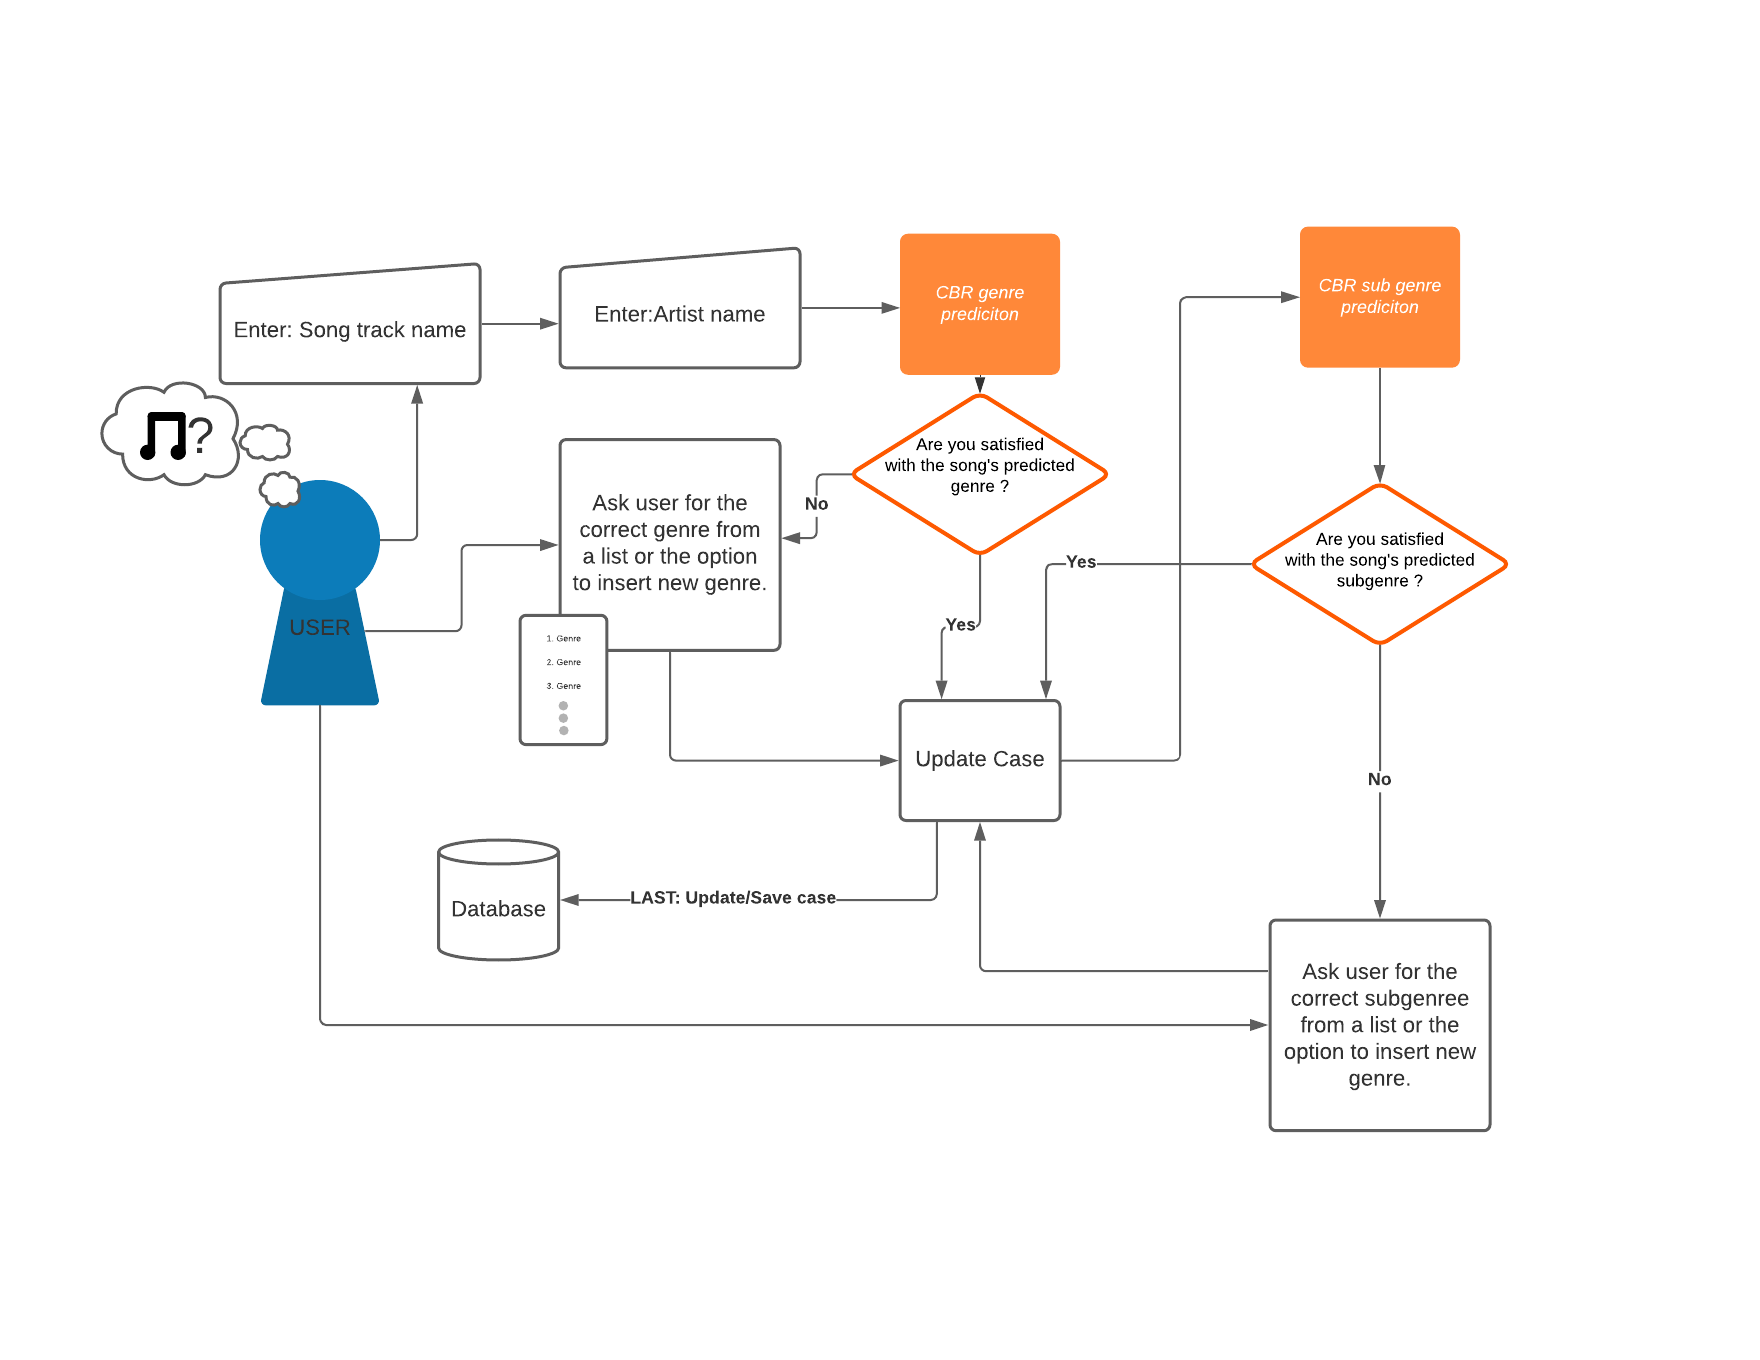 Enter: Song track name
Enter:Artist name
CBR genre
prediciton
CBR sub genre
prediciton
?
Are you satisfied
with the song's predicted
genre ?
No
Yes
Ask user for the
correct genre from
a list or the option
to insert new genre.
USER
1. Genre
2. Genre
3. Genre
Are you satisfied
with the song's predicted
subgenre ?
Yes
No
Update Case
LAST: Update/Save case
Database
Ask user for the
correct subgenree
from a list or the
option to insert new
genre.